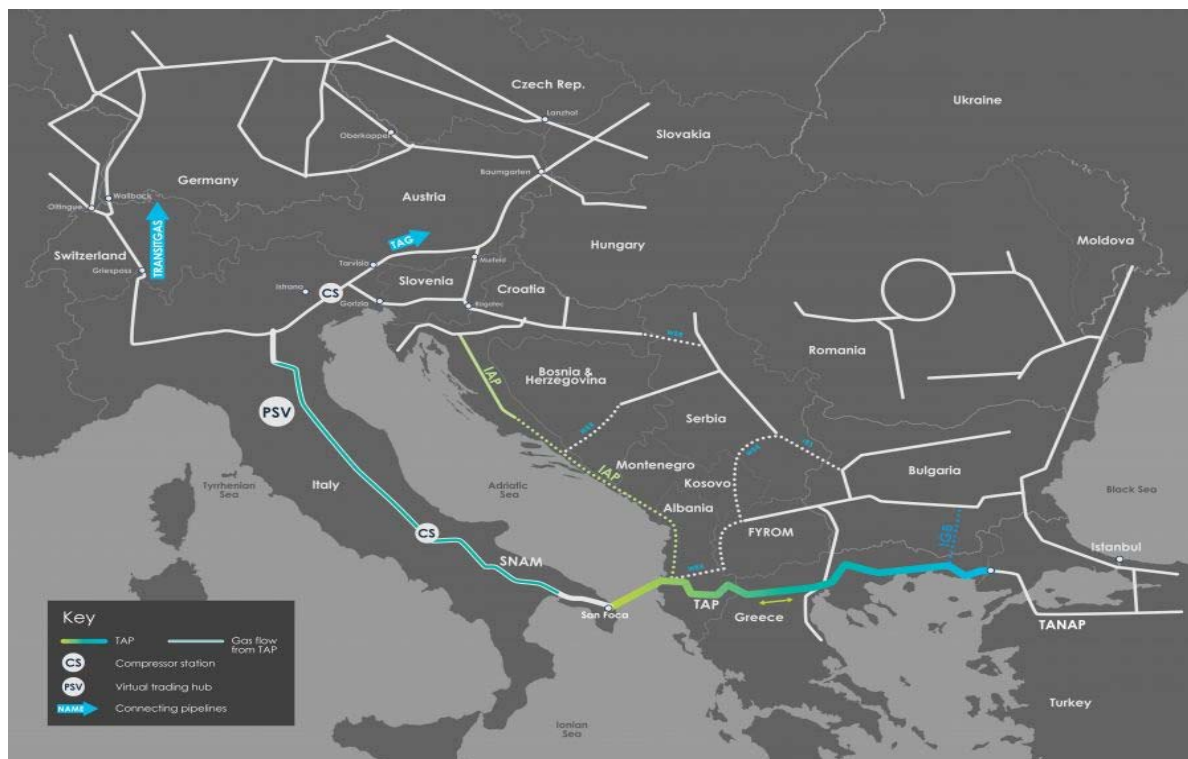 Czech Rep.
Ukraine
Lanzhot
Oberkappel
Slovakia
Germany
Baumgarten
Wallbach
Austria
Oltingue
TRANSITGAS
TAG
Hungary
Moldova
Switzerland
Griespass
Tarvisio
Murfeld
Slovenia
Istrana
CS
Gorizia
Croatia
Rogatec
Romania
IAP
Bosnia &
Herzegovina
PSV
Serbia
IAP
Montenegro
Kosovo
Bulgaria
Tyrrhenian
Sea
Italy
Adriatic
Sea
Black Sea
Albania
CS
FYROM
Istanbul
SNAM
San Foca
TAP
Greece
TANAP
Turkey
Ionian
Sea
Key
TAP
Gas flow
from TAP
CS
Compressor station
PSV
Virtual trading hub
NAME
Connecting pipelines